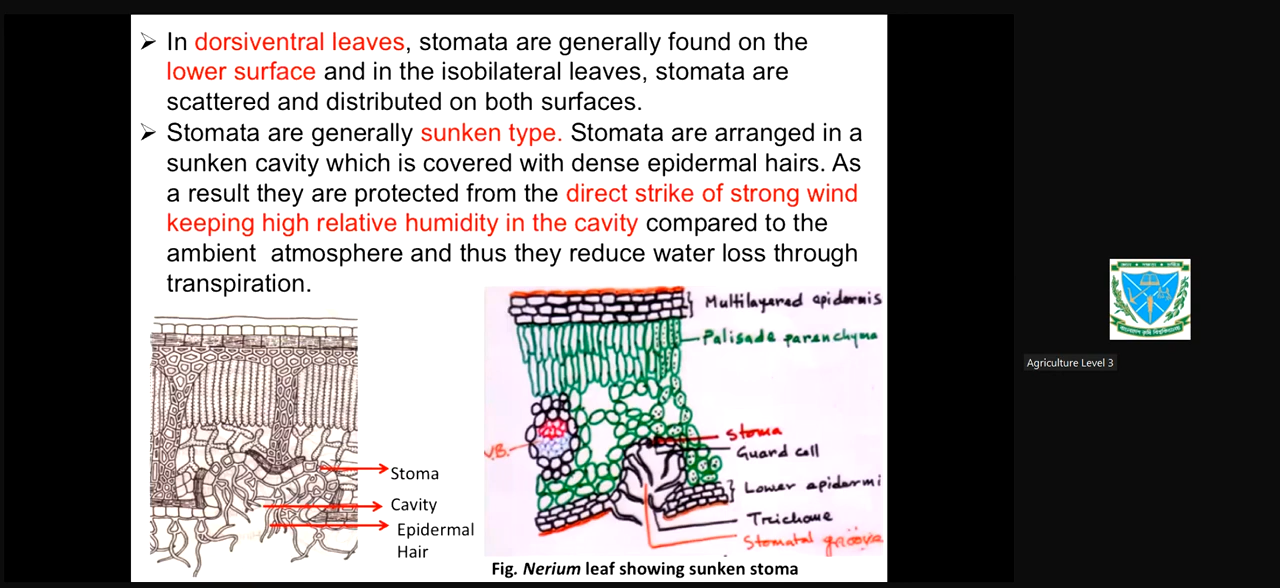 ➢ In dorsiventral leaves, stomata are generally found on the
lower surface and in the isobilateral leaves, stomata are
scattered and distributed on both surfaces.
➢ Stomata are generally sunken type. Stomata are arranged in a
sunken cavity which is covered with dense epidermal hairs. As
a result they are protected from the direct strike of strong wind
keeping high relative humidity in the cavity compared to the
ambient atmosphere and thus they reduce water loss through
transpiration.
Multilayered epidermis
Palisade paranchyma
Stoma
Guard cell
V.B.
Lower epidermi
Trichome
Stomatal groove
Stoma
Cavity
Epidermal
Hair
Fig. Nerium leaf showing sunken stoma
Agriculture Level 3